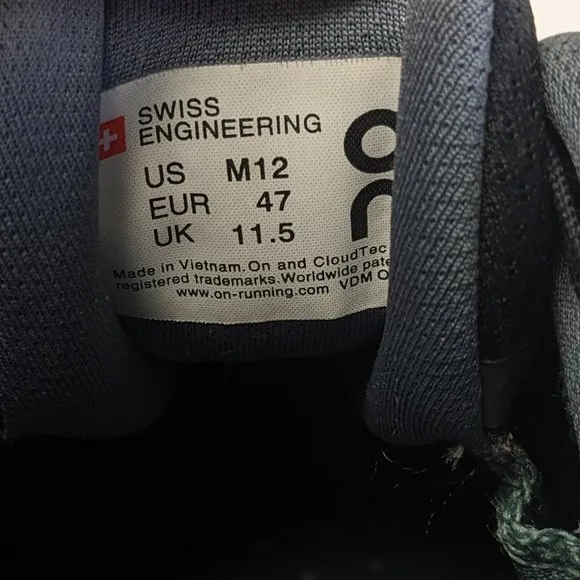 SWISS
ENGINEERING
US M12
EUR 47
UK 11.5
on
Made in Vietnam. On and CloudTec
registered trademarks. Worldwide
www.on-running.com VDM